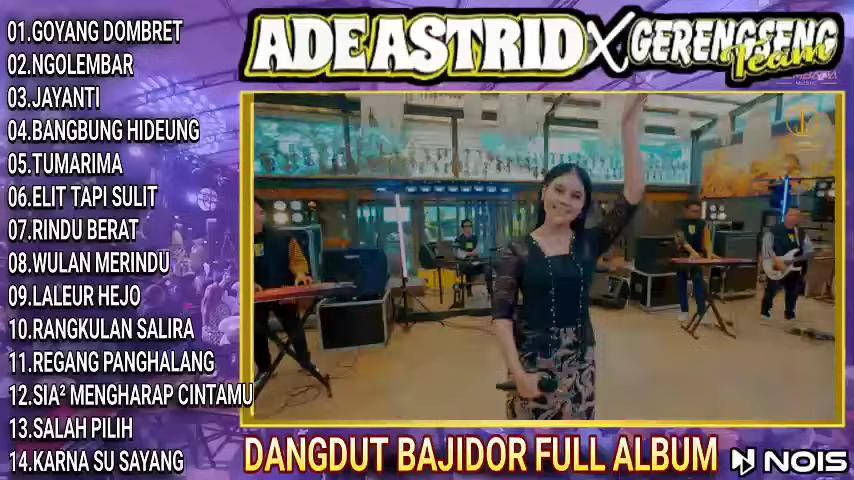 ADE ASTRID X GERENGSENG
Team
01.GOYANG DOMBRET
02.NGOLEMBAR
03.JAYANTI
04.BANGBUNG HIDEUNG
05.TUMARIMA
06.ELIT TAPI SULIT
07.RINDU BERAT
08.WULAN MERINDU
09.LALEUR HEJO
10.RANGKULAN SALIRA
11.REGANG PANGHALANG
12.SIA² MENGHARAP CINTAMU
13.SALAH PILIH
14.KARNA SU SAYANG
DANGDUT BAJIDOR FULL ALBUM
NOIS